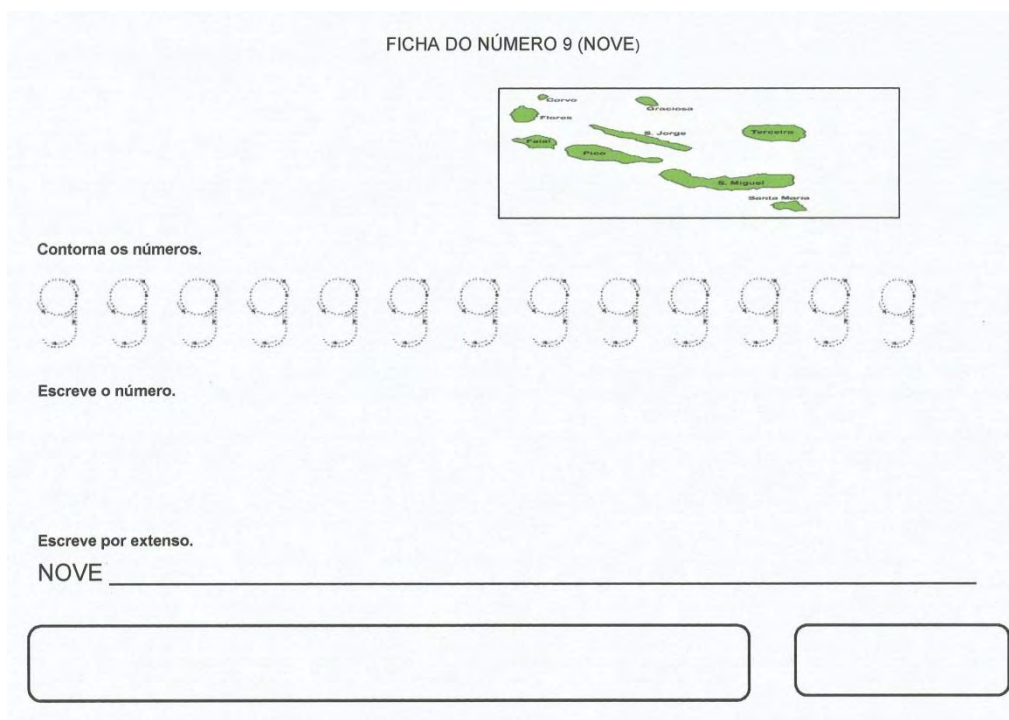 FICHA DO NÚMERO 9 (NOVE)
Corvo
Graciosa
Flores
S. Jorge
Terceira
Faial
Pico
S. Miguel
Santa Maria
Contorna os números.
9 9 9 9 9 9 9 9 9 9 9 9 9
Escreve o número.
Escreve por extenso.
NOVE